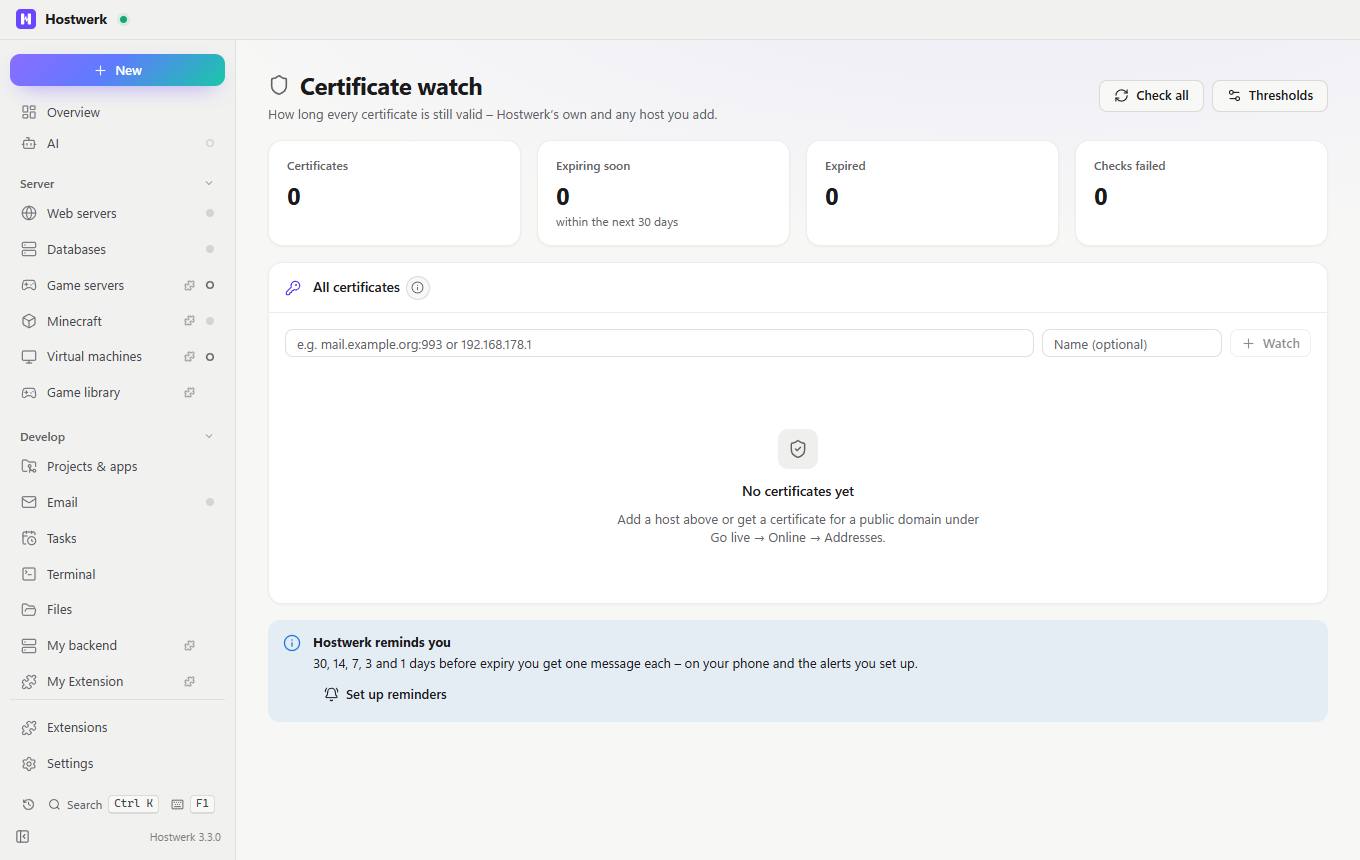 Hostwerk
New
Overview
AI
Server
Web servers
Databases
Game servers
Minecraft
Virtual machines
Game library
Develop
Projects & apps
Email
Tasks
Terminal
Files
My backend
My Extension
Extensions
Settings
Search Ctrl K F1
Hostwerk 3.3.0
Certificate watch
How long every certificate is still valid – Hostwerk's own and any host you add.
Check all
Thresholds
Certificates
0
Expiring soon
0
within the next 30 days
Expired
0
Checks failed
0
All certificates
e.g. mail.example.org:993 or 192.168.178.1
Name (optional)
Watch
No certificates yet
Add a host above or get a certificate for a public domain under
Go live → Online → Addresses.
Hostwerk reminds you
30, 14, 7, 3 and 1 days before expiry you get one message each – on your phone and the alerts you set up.
Set up reminders